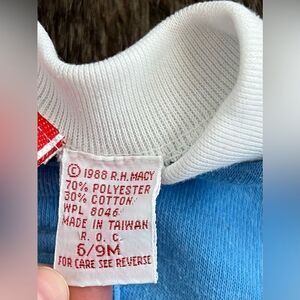 © 1988 R.H. MACY
70% POLYESTER
30% COTTON
WPL 8046
MADE IN TAIWAN
R. O. C.
6/9M
FOR CARE SEE REVERSE